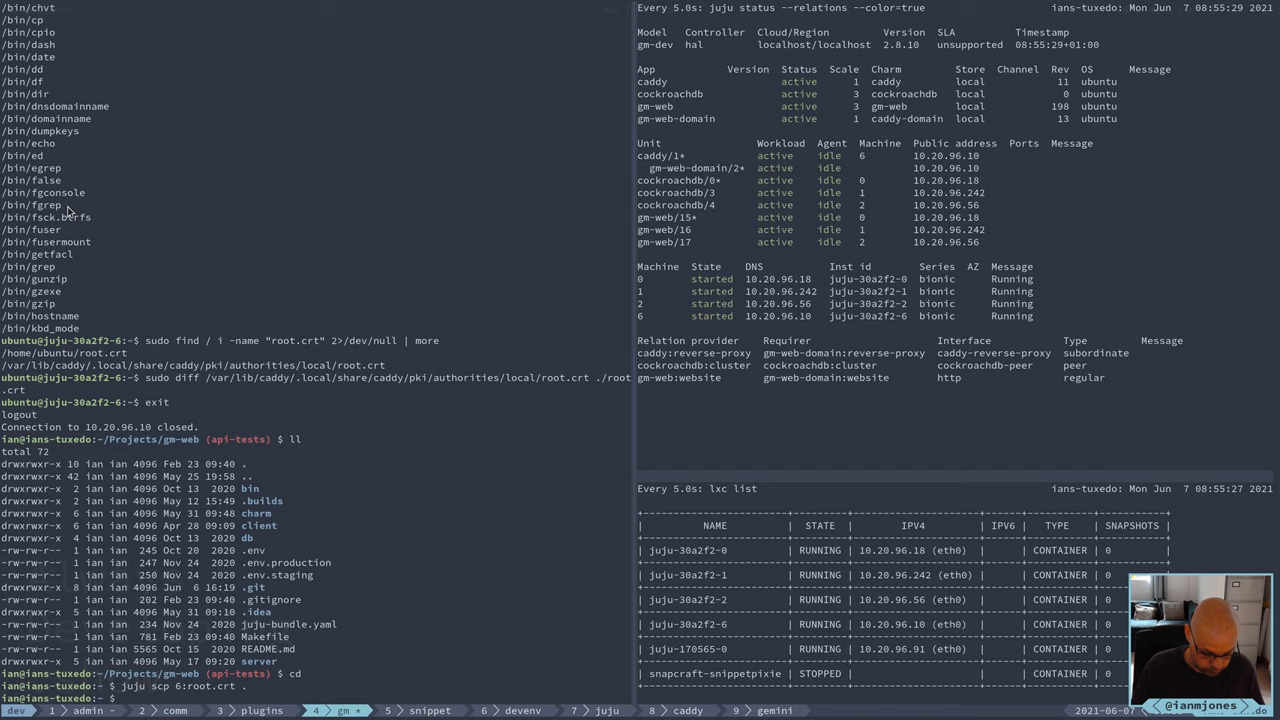 /bin/chvt
/bin/cp
/bin/cpio
/bin/dash
/bin/date
/bin/dd
/bin/df
/bin/dir
/bin/dnsdomainname
/bin/domainname
/bin/dumpkeys
/bin/echo
/bin/ed
/bin/egrep
/bin/false
/bin/fgconsole
/bin/fgrep
/bin/fsck.btrfs
/bin/fuser
/bin/fusermount
/bin/getfacl
/bin/grep
/bin/gunzip
/bin/gzexe
/bin/gzip
/bin/hostname
/bin/kbd_mode
ubuntu@juju-30a2f2-6:~$ sudo find / i -name "root.crt" 2>/dev/null | more
/home/ubuntu/root.crt
/var/lib/caddy/.local/share/caddy/pki/authorities/local/root.crt
ubuntu@juju-30a2f2-6:~$ sudo diff /var/lib/caddy/.local/share/caddy/pki/authorities/local/root.crt ./root
.crt
ubuntu@juju-30a2f2-6:~$ exit
logout
Connection to 10.20.96.10 closed.
ian@ians-tuxedo:~/Projects/gm-web (api-tests) $ ll
total 72
drwxrwxr-x 10 ian ian 4096 Feb 23 09:40 .
drwxrwxr-x 42 ian ian 4096 May 25 19:58 ..
drwxrwxr-x 2 ian ian 4096 Oct 13 2020 bin
drwxrwxr-x 2 ian ian 4096 May 12 15:49 .builds
drwxrwxr-x 6 ian ian 4096 May 31 09:48 charm
drwxrwxr-x 6 ian ian 4096 Apr 28 09:09 client
drwxrwxr-x 4 ian ian 4096 Oct 13 2020 db
-rw-rw-r-- 1 ian ian 245 Oct 20 2020 .env
-rw-rw-r-- 1 ian ian 247 Nov 24 2020 .env.production
-rw-rw-r-- 1 ian ian 250 Nov 24 2020 .env.staging
drwxrwxr-x 8 ian ian 4096 Jun 6 16:19 .git
-rw-rw-r-- 1 ian ian 202 Feb 23 09:40 .gitignore
drwxrwxr-x 5 ian ian 4096 May 31 09:10 .idea
-rw-rw-r-- 1 ian ian 234 Nov 24 2020 juju-bundle.yaml
-rw-rw-r-- 1 ian ian 781 Feb 23 09:40 Makefile
-rw-rw-r-- 1 ian ian 5565 Oct 15 2020 README.md
drwxrwxr-x 5 ian ian 4096 May 17 09:20 server
ian@ians-tuxedo:~/Projects/gm-web (api-tests) $ cd
ian@ians-tuxedo:~ $ juju scp 6:root.crt .
ian@ians-tuxedo:~ $
Every 5.0s: juju status --relations --color=true ians-tuxedo: Mon Jun 7 08:55:29 2021
Model Controller Cloud/Region Version SLA Timestamp
gm-dev hal localhost/localhost 2.8.10 unsupported 08:55:29+01:00
App Version Status Scale Charm Store Channel Rev OS Message
caddy active 1 caddy local 11 ubuntu
cockroachdb active 3 cockroachdb local 0 ubuntu
gm-web active 3 gm-web local 198 ubuntu
gm-web-domain active 1 caddy-domain local 13 ubuntu
Unit Workload Agent Machine Public address Ports Message
caddy/1* active idle 6 10.20.96.10
gm-web-domain/2* active idle 10.20.96.10
cockroachdb/0* active idle 0 10.20.96.18
cockroachdb/3 active idle 1 10.20.96.242
cockroachdb/4 active idle 2 10.20.96.56
gm-web/15* active idle 0 10.20.96.18
gm-web/16 active idle 1 10.20.96.242
gm-web/17 active idle 2 10.20.96.56
Machine State DNS Inst id Series AZ Message
0 started 10.20.96.18 juju-30a2f2-0 bionic Running
1 started 10.20.96.242 juju-30a2f2-1 bionic Running
2 started 10.20.96.56 juju-30a2f2-2 bionic Running
6 started 10.20.96.10 juju-30a2f2-6 bionic Running
Relation provider Requirer Interface Type Message
caddy:reverse-proxy gm-web-domain:reverse-proxy caddy-reverse-proxy subordinate
cockroachdb:cluster cockroachdb:cluster cockroachdb-peer peer
gm-web:website gm-web-domain:website http regular
Every 5.0s: lxc list ians-tuxedo: Mon Jun 7 08:55:27 2021
| NAME | STATE | IPV4 | IPV6 | TYPE | SNAPSHOTS |
| juju-30a2f2-0 | RUNNING | 10.20.96.18 (eth0) | | CONTAINER | 0 |
| juju-30a2f2-1 | RUNNING | 10.20.96.242 (eth0) | | CONTAINER | 0
| juju-30a2f2-2 | RUNNING | 10.20.96.56 (eth0) | | CONTAINER | 0
| juju-30a2f2-6 | RUNNING | 10.20.96.10 (eth0) | | CONTAINER | 0
| juju-170565-0 | RUNNING | 10.20.96.91 (eth0) | | CONTAINER | 0
| snapcraft-snippetpixie | STOPPED | | | CONTAINER | 0
dev 1 admin - 2 comm 3 plugins 4 gm * 5 snippet 6 devenv 7 juju 8 caddy 9 gemini 2021-06-07
@ianmjones